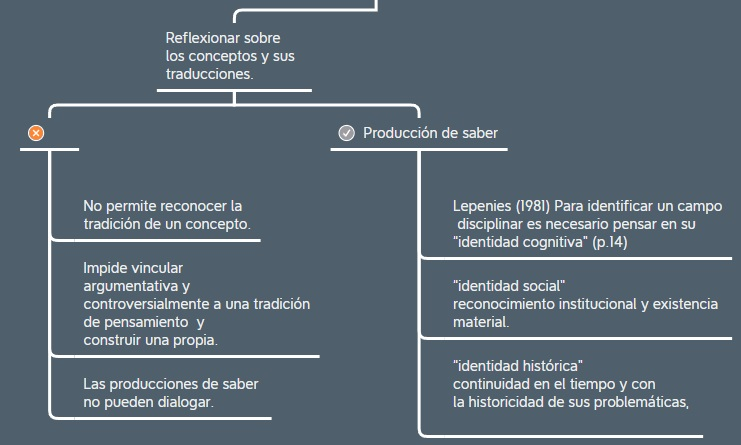 Reflexionar sobre
los conceptos y sus
traducciones.
Producción de saber
No permite reconocer la
tradición de un concepto.
Impide vincular
argumentativa y
controversialmente a una tradición
de pensamiento y
construir una propia.
Las producciones de saber
no pueden dialogar.
Lepenies (1981) Para identificar un campo
disciplinar es necesario pensar en su
"identidad cognitiva" (p.14)
"identidad social"
reconocimiento institucional y existencia
material.
"identidad histórica"
continuidad en el tiempo y con
la historicidad de sus problemáticas,